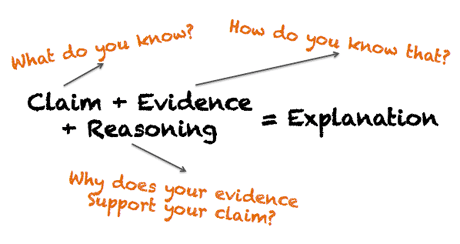 What do you know?
How do you know that?
Claim + Evidence
+ Reasoning
= Explanation
Why does your evidence
Support your claim?